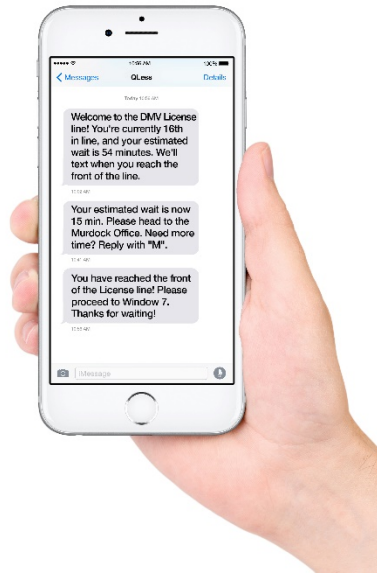 100%
Messages
QLess
Details
Welcome to the DMV License
line! You're currently 16th
in line, and your estimated
wait is 54 minutes. We'll
text when you reach the
front of the line.
Your estimated wait is now
15 min. Please head to the
Murdock Office. Need more
time? Reply with "M".
You have reached the front
of the License line! Please
proceed to Window 7.
Thanks for waiting!
iMessage